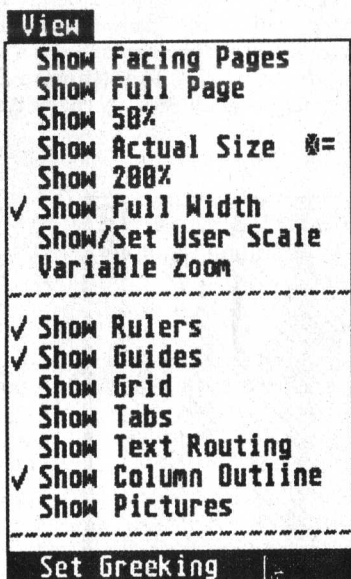 View
Show Facing Pages
Show Full Page
Show 50%
Show Actual Size ⌘=
Show 200%
✓ Show Full Width
Show/Set User Scale
Variable Zoom
✓ Show Rulers
✓ Show Guides
Show Grid
Show Tabs
Show Text Routing
✓ Show Column Outline
Show Pictures
Set Greeking